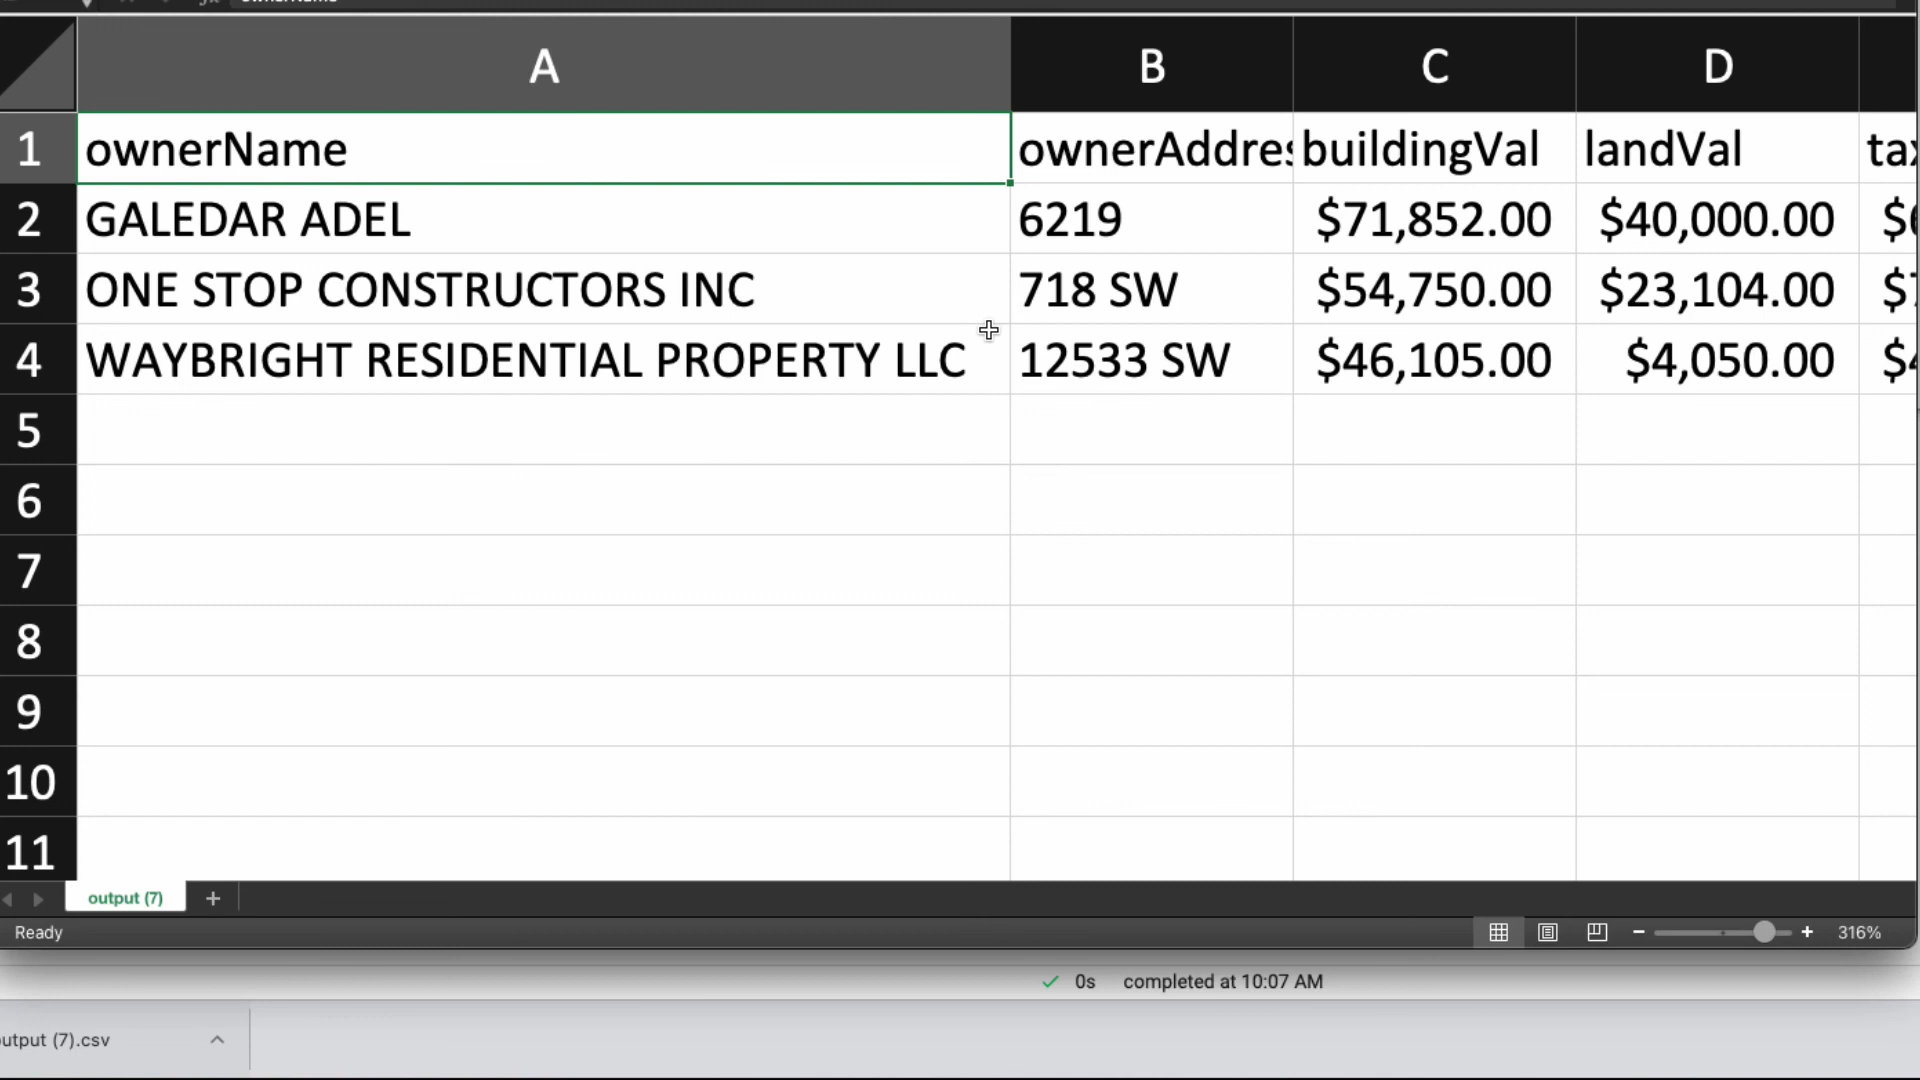 A B C D
1 ownerName ownerAddres buildingVal landVal tax
2 GALEDAR ADEL 6219 $71,852.00 $40,000.00 $
3 ONE STOP CONSTRUCTORS INC 718 SW $54,750.00 $23,104.00 $
4 WAYBRIGHT RESIDENTIAL PROPERTY LLC 12533 SW $46,105.00 $4,050.00 $
5
6
7
8
9
10
11
output (7) +
Ready - + 316%
0s completed at 10:07 AM
utput (7).csv